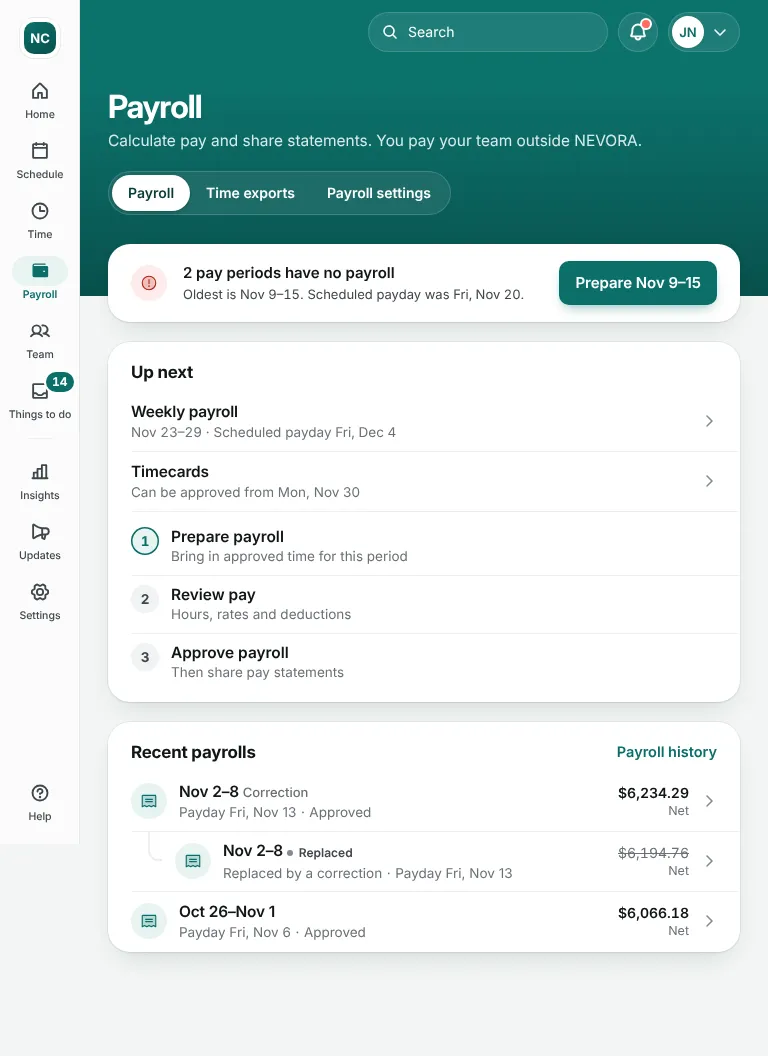 NC
Search
JN
Home
Schedule
Time
Payroll
Team
14
Things to do
Insights
Updates
Settings
Help
Payroll
Calculate pay and share statements. You pay your team outside NEVORA.
Payroll Time exports Payroll settings
2 pay periods have no payroll
Oldest is Nov 9–15. Scheduled payday was Fri, Nov 20.
Prepare Nov 9–15
Up next
Weekly payroll
Nov 23–29 · Scheduled payday Fri, Dec 4
Timecards
Can be approved from Mon, Nov 30
1 Prepare payroll
Bring in approved time for this period
2 Review pay
Hours, rates and deductions
3 Approve payroll
Then share pay statements
Recent payrolls Payroll history
Nov 2–8 Correction $6,234.29
Payday Fri, Nov 13 · Approved Net
Nov 2–8 Replaced $6,194.76
Replaced by a correction · Payday Fri, Nov 13 Net
Oct 26–Nov 1 $6,066.18
Payday Fri, Nov 6 · Approved Net